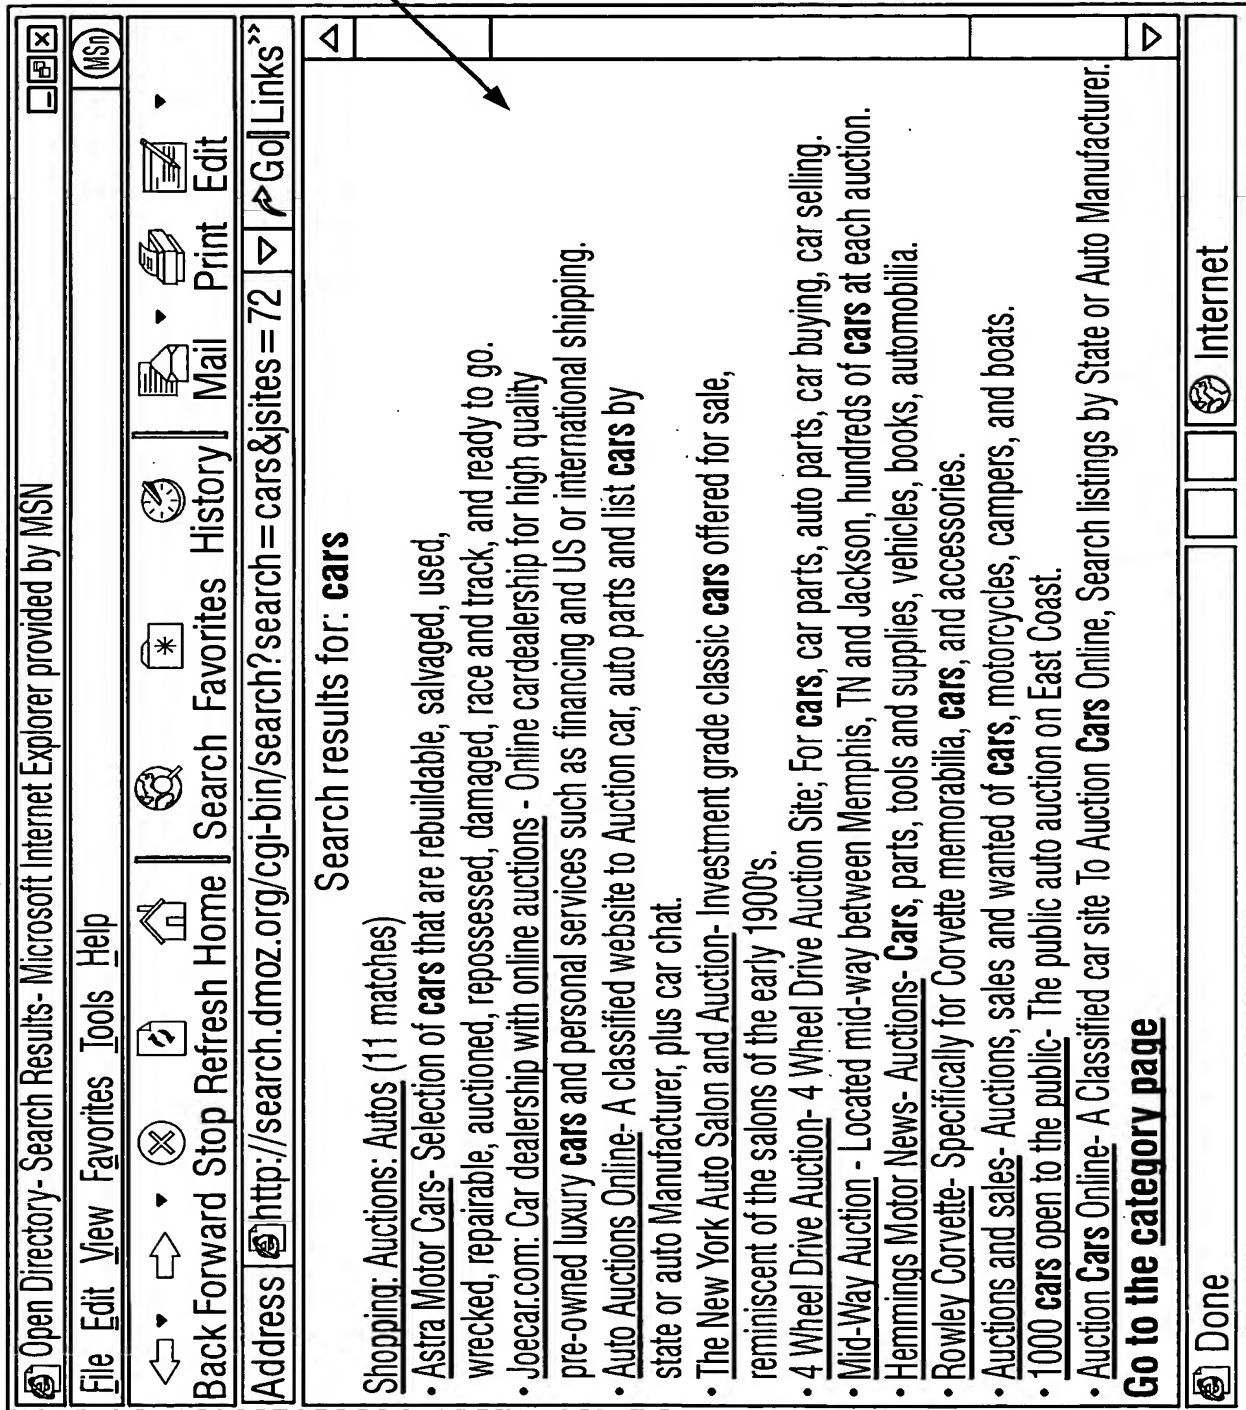 Open Directory- Search Results- Microsoft Internet Explorer provided by MSN
File Edit View Favorites Tools Help
MSn
Back Forward Stop Refresh Home Search Favorites History Mail Print Edit
Address http://search.dmoz.org/cgi-bin/search?search=cars&jsites=72 Go Links»
Search results for: cars
Shopping: Auctions: Autos (11 matches)
• Astra Motor Cars- Selection of cars that are rebuildable, salvaged, used,
wrecked, repairable, auctioned, repossessed, damaged, race and track, and ready to go.
• Joecar.com: Car dealership with online auctions - Online cardealership for high quality
pre-owned luxury cars and personal services such as financing and US or international shipping.
• Auto Auctions Online- A classified website to Auction car, auto parts and list cars by
state or auto Manufacturer, plus car chat.
• The New York Auto Salon and Auction- Investment grade classic cars offered for sale,
reminiscent of the salons of the early 1900's.
• 4 Wheel Drive Auction- 4 Wheel Drive Auction Site; For cars, car parts, auto parts, car buying, car selling.
• Mid-Way Auction - Located mid-way between Memphis, TN and Jackson, hundreds of cars at each auction.
• Hemmings Motor News- Auctions- Cars, parts, tools and supplies, vehicles, books, automobilia.
• Rowley Corvette- Specifically for Corvette memorabilia, cars, and accessories.
• Auctions and sales- Auctions, sales and wanted of cars, motorcycles, campers, and boats.
• 1000 cars open to the public- The public auto auction on East Coast.
• Auction Cars Online- A Classified car site To Auction Cars Online, Search listings by State or Auto Manufacturer.
Go to the category page
Done Internet